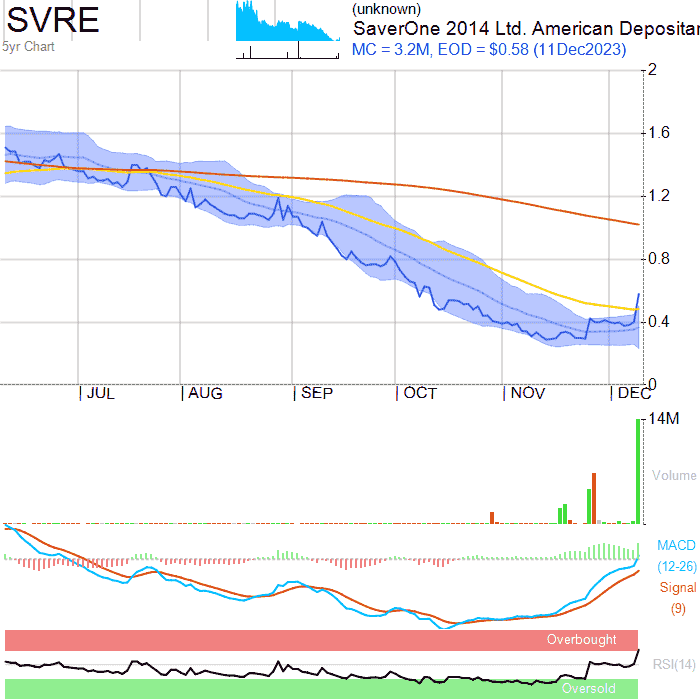 SVRE
5yr Chart
(unknown)
SaverOne 2014 Ltd. American Depositar
MC = 3.2M, EOD = $0.58 (11Dec2023)
2
1.6
1.2
0.8
0.4
0
JUL
AUG
SEP
OCT
NOV
DEC
14M
Volume
MACD
(12-26)
Signal
(9)
Overbought
RSI(14)
Oversold